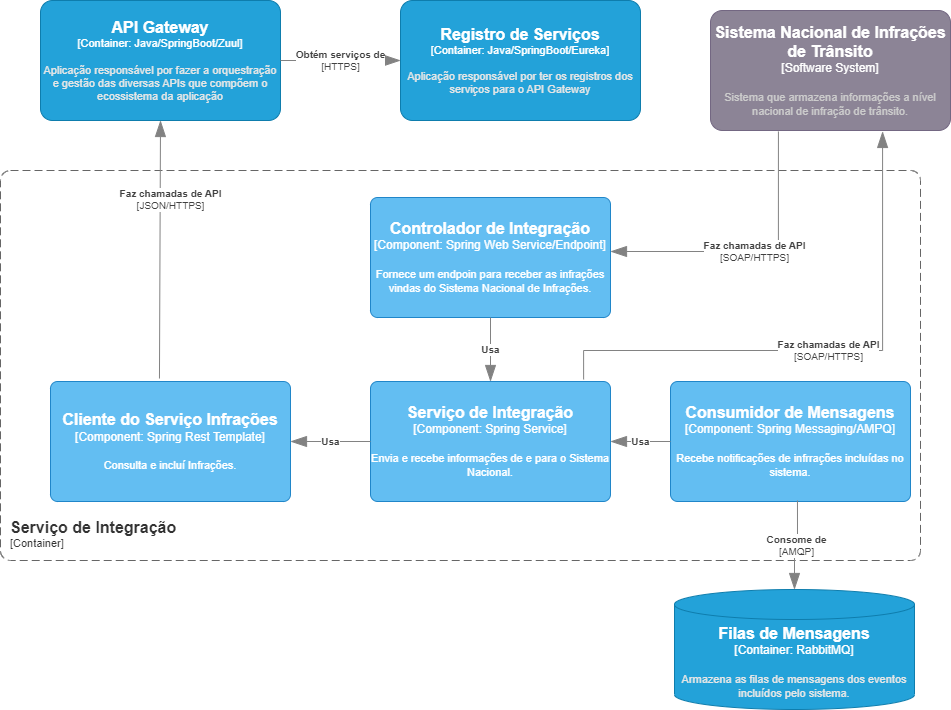 API Gateway
[Container: Java/SpringBoot/Zuul]
Aplicação responsável por fazer a orquestração
e gestão das diversas APIs que compõem o
ecossistema da aplicação
Obtém serviços de
[HTTPS]
Registro de Serviços
[Container: Java/SpringBoot/Eureka]
Aplicação responsável por ter os registros dos
serviços para o API Gateway
Sistema Nacional de Infrações
de Trânsito
[Software System]
Sistema que armazena informações a nível
nacional de infração de trânsito.
Faz chamadas de API
[JSON/HTTPS]
Controlador de Integração
[Component: Spring Web Service/Endpoint]
Fornece um endpoin para receber as infrações
vindas do Sistema Nacional de Infrações.
Faz chamadas de API
[SOAP/HTTPS]
Usa
Faz chamadas de API
[SOAP/HTTPS]
Cliente do Serviço Infrações
[Component: Spring Rest Template]
Consulta e incluí Infrações.
Usa
Serviço de Integração
[Component: Spring Service]
Envia e recebe informações de e para o Sistema
Nacional.
Usa
Consumidor de Mensagens
[Component: Spring Messaging/AMPQ]
Recebe notificações de infrrações incluídas no
sistema.
Serviço de Integração
[Container]
Consome de
[AMQP]
Filas de Mensagens
[Container: RabbitMQ]
Armazena as filas de mensagens dos eventos
incluídos pelo sistema.